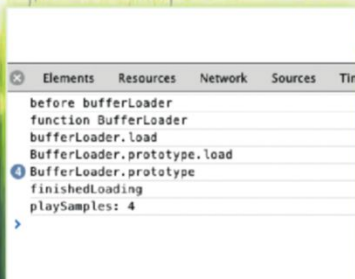 Elements Resources Network Sources Tir
before bufferLoader
function BufferLoader
bufferLoader.load
BufferLoader.prototype.load
4 BufferLoader.prototype
finishedLoading
playSamples: 4